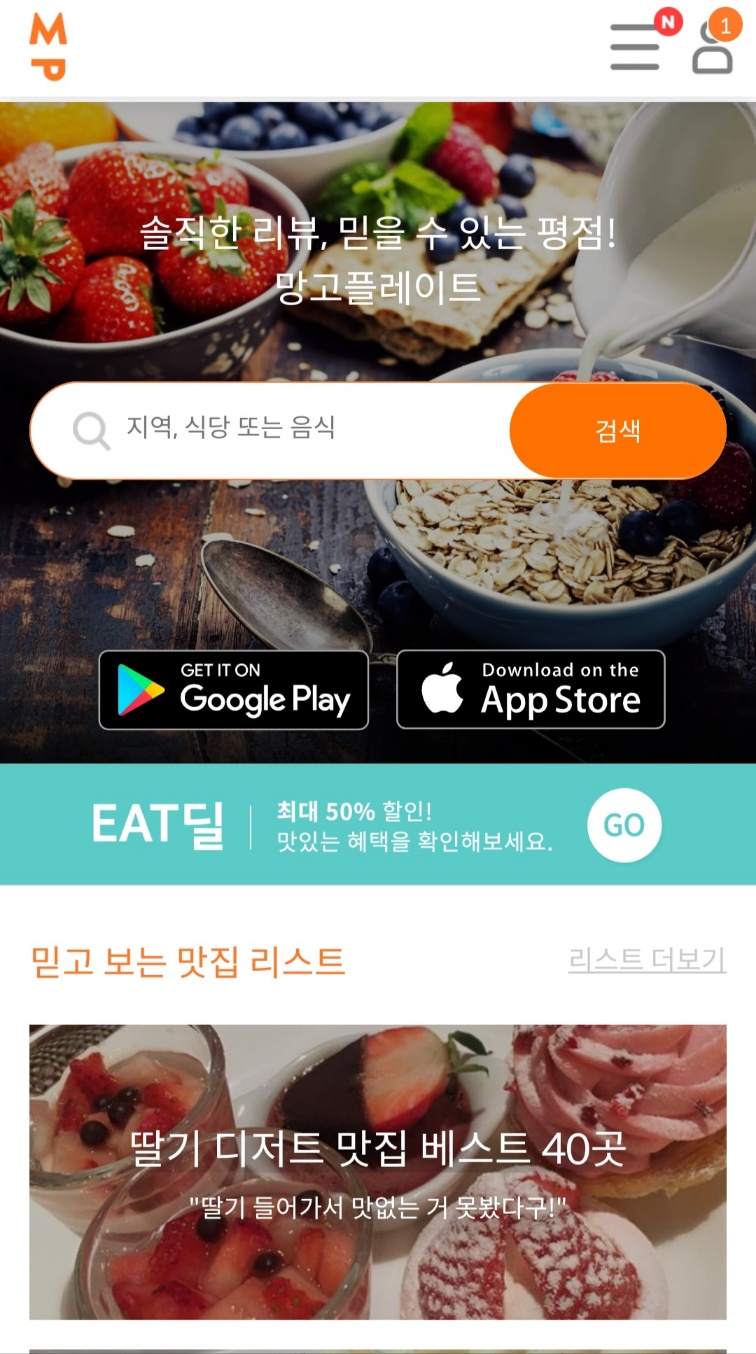 MP
N
1
솔직한 리뷰, 믿을 수 있는 평점!
망고플레이트
지역, 식당 또는 음식
검색
GET IT ON
Google Play
Download on the
App Store
EAT딜
최대 50% 할인!
맛있는 혜택을 확인해보세요.
GO
믿고 보는 맛집 리스트
리스트 더보기
딸기 디저트 맛집 베스트 40곳
"딸기 들어가서 맛없는 거 못봤다구!"